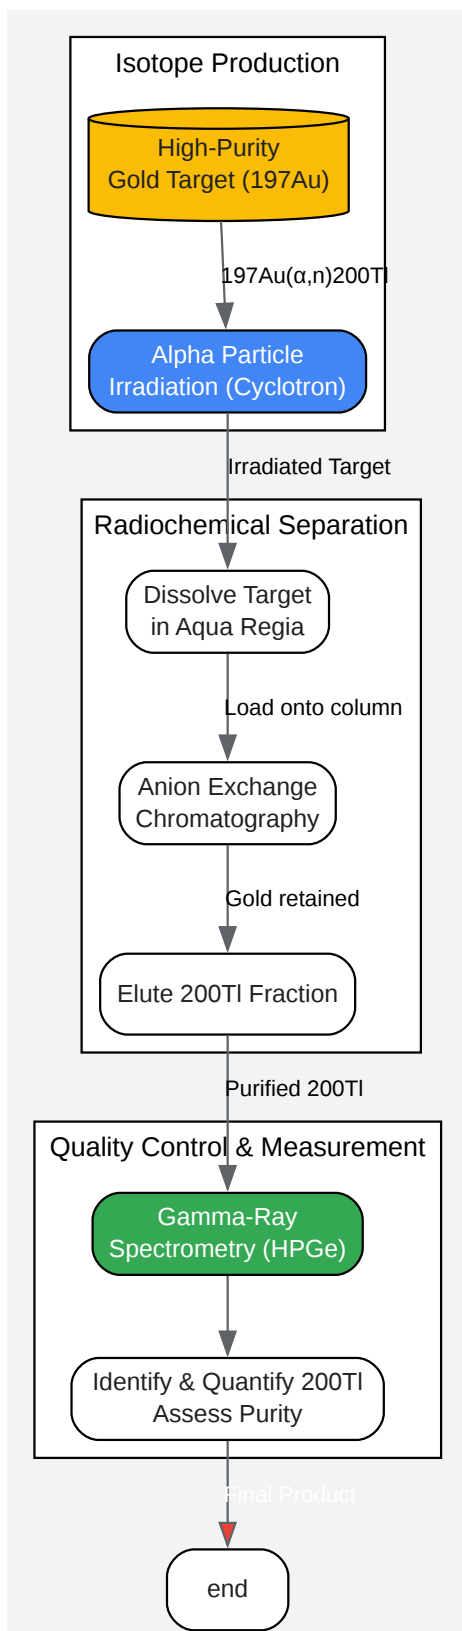 Isotope Production
High-Purity
Gold Target (197Au)
197Au(α,n)200Tl
Alpha Particle
Irradiation (Cyclotron)
Irradiated Target
Radiochemical Separation
Dissolve Target
in Aqua Regia
Load onto column
Anion Exchange
Chromatography
Gold retained
Elute 200Tl Fraction
Purified 200Tl
Quality Control & Measurement
Gamma-Ray
Spectrometry (HPGe)
Identify & Quantify 200Tl
Assess Purity
Final Product
end